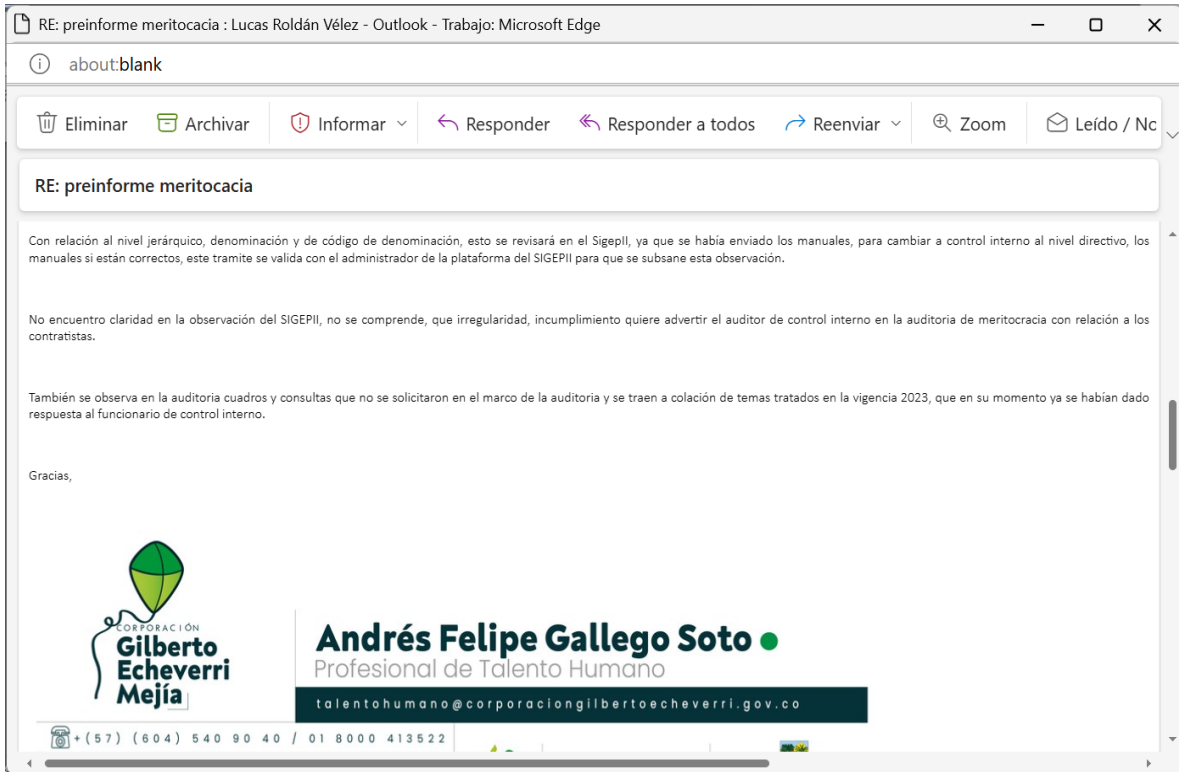 RE: preinforme meritocacia : Lucas Roldán Vélez - Outlook - Trabajo: Microsoft Edge
about:blank
Eliminar Archivar Informar Responder Responder a todos Reenviar Zoom Leído / No
RE: preinforme meritocacia
Con relación al nivel jerárquico, denominación y de código de denominación, esto se revisará en el SigepII, ya que se había enviado los manuales, para cambiar a control interno al nivel directivo, los
manuales si están correctos, este tramite se valida con el administrador de la plataforma del SIGEPII para que se subsane esta observación.
No encuentro claridad en la observación del SIGEPII, no se comprende, que irregularidad, incumplimiento quiere advertir el auditor de control interno en la auditoria de meritocracia con relación a los
contratistas.
También se observa en la auditoria cuadros y consultas que no se solicitaron en el marco de la auditoria y se traen a colación de temas tratados en la vigencia 2023, que en su momento ya se habían dado
respuesta al funcionario de control interno.
Gracias,
CORPORACIÓN
Gilberto
Echeverri
Mejía
Andrés Felipe Gallego Soto
Profesional de Talento Humano
talentohumano@corporaciongilbertoecheverri.gov.co
+(57) (604) 540 90 40 / 01 8000 413522